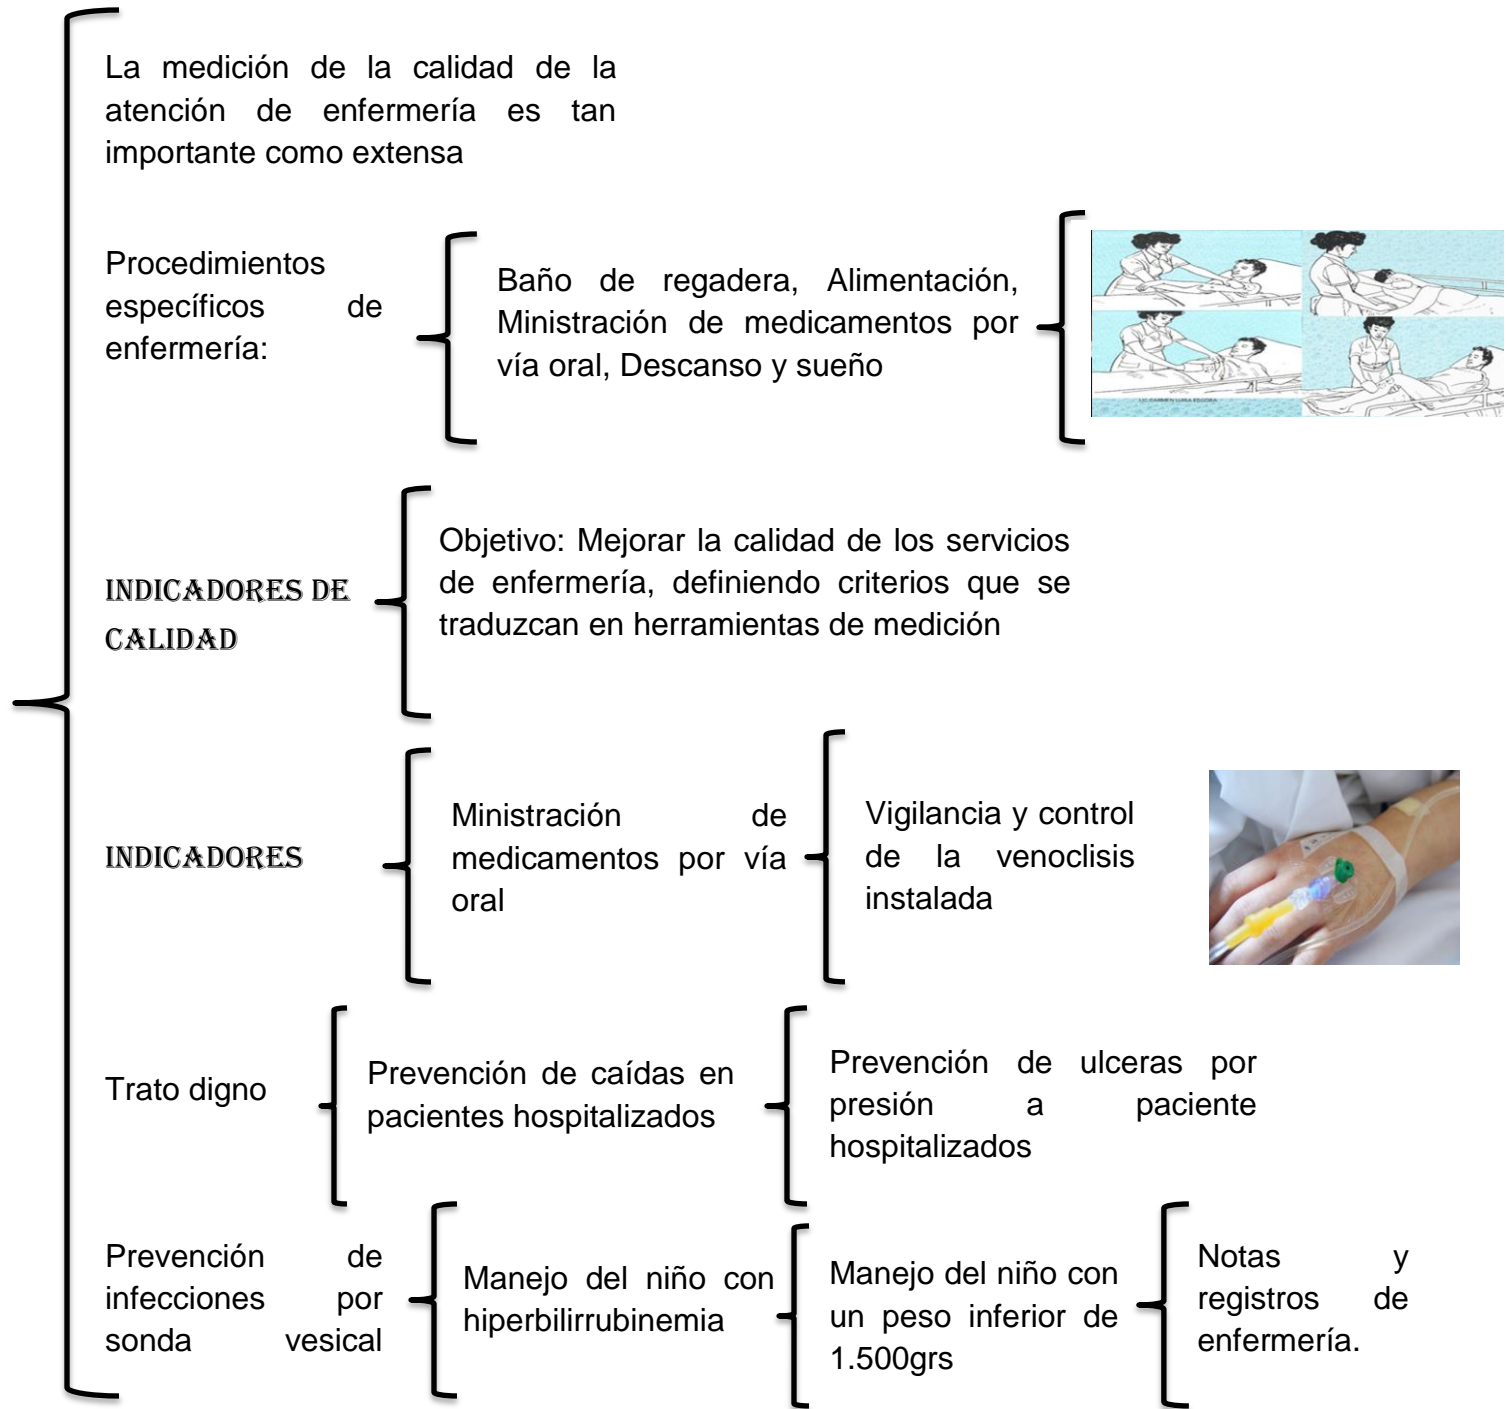 La medición de la calidad de la
atención de enfermería es tan
importante como extensa
Procedimientos
específicos de
enfermería:
Baño de regadera, Alimentación,
Ministración de medicamentos por
vía oral, Descanso y sueño
INDICADORES DE
CALIDAD
Objetivo: Mejorar la calidad de los servicios
de enfermería, definiendo criterios que se
traduzcan en herramientas de medición
INDICADORES
Ministración de
medicamentos por vía
oral
Vigilancia y control
de la venoclisis
instalada
Trato digno
Prevención de caídas en
pacientes hospitalizados
Prevención de ulceras por
presión a paciente
hospitalizados
Prevención de
infecciones por
sonda vesical
Manejo del niño con
hiperbilirrubinemia
Manejo del niño con
un peso inferior de
1.500grs
Notas y
registros de
enfermería.